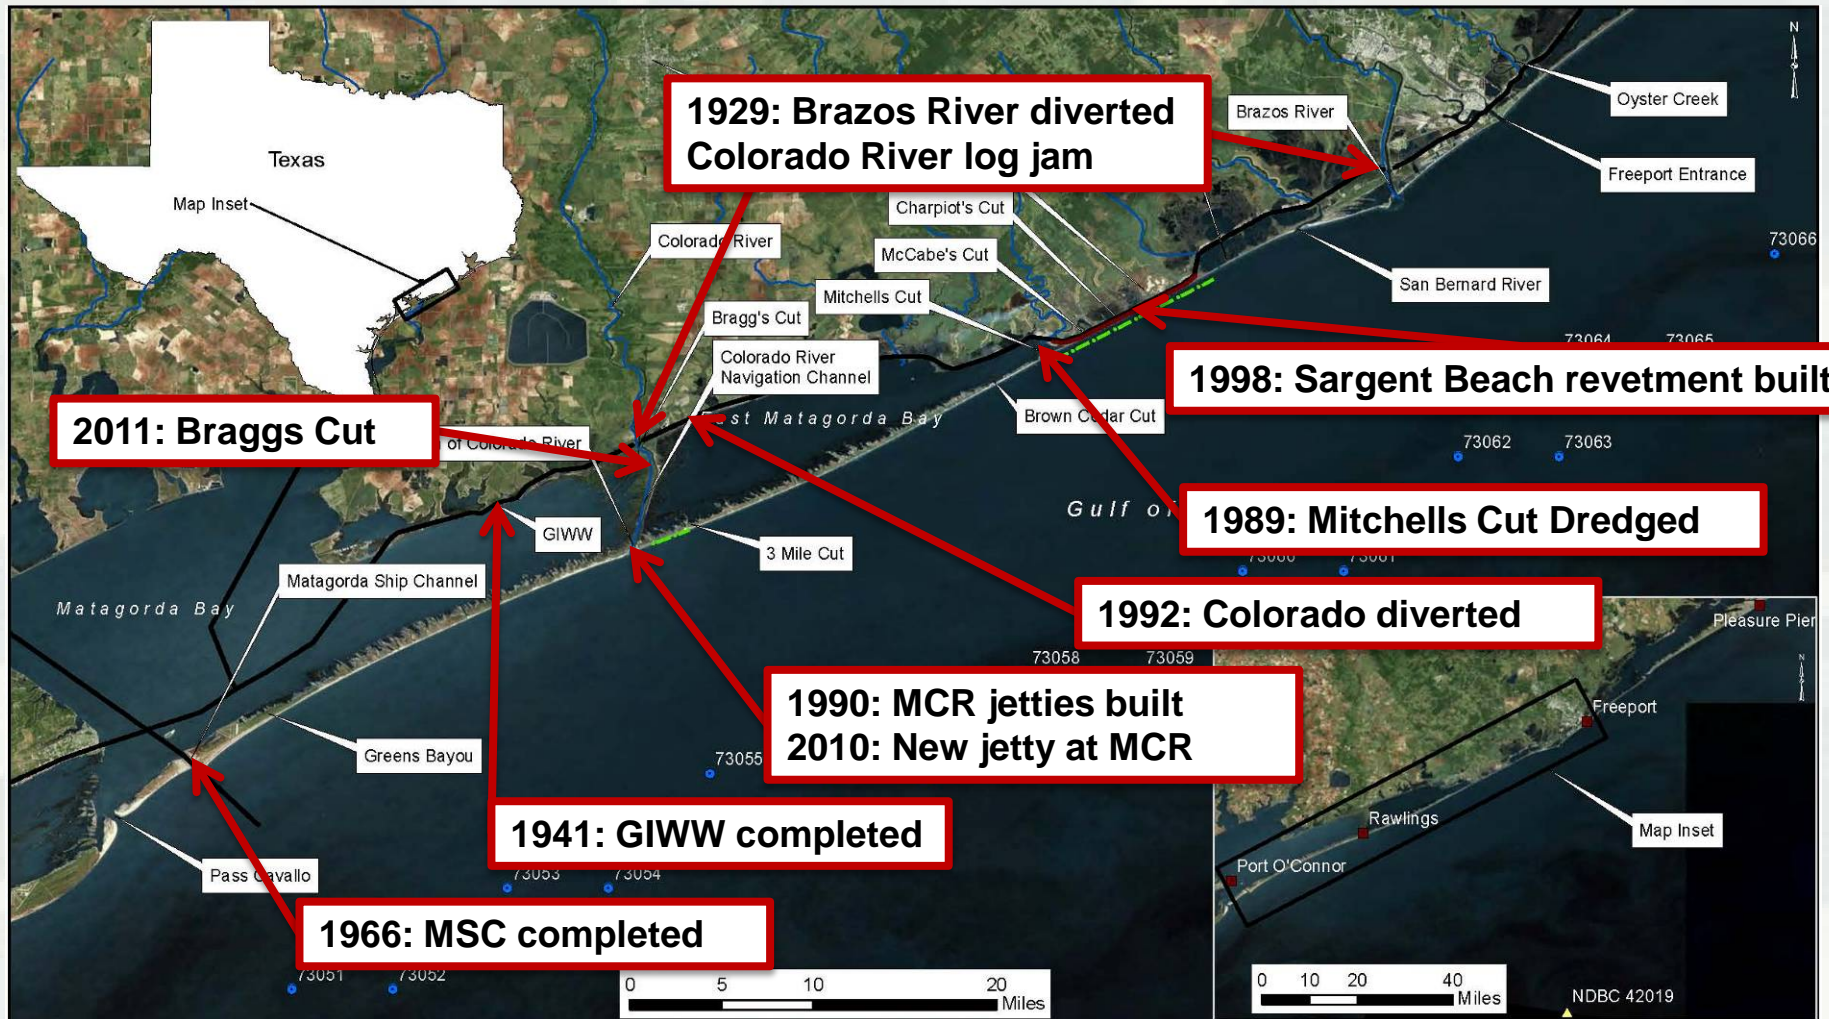 N
Texas
Map Inset
1929: Brazos River diverted
Colorado River log jam
Brazos River
Oyster Creek
Freeport Entrance
Charpiot's Cut
Colorado River
McCabe's Cut
73066
San Bernard River
Mitchells Cut
Bragg's Cut
Colorado River
Navigation Channel
73064
73065
1998: Sargent Beach revetment built
2011: Braggs Cut
East Matagorda Bay
Brown Cedar Cut
of Colorado River
73062
73063
Gulf of
1989: Mitchells Cut Dredged
GIWW
3 Mile Cut
73060
73061
Matagorda Ship Channel
Matagorda Bay
1992: Colorado diverted
Pleasure Pier
73058
73059
N
1990: MCR jetties built
2010: New jetty at MCR
Freeport
Greens Bayou
73055
1941: GIWW completed
Rawlings
Map Inset
Port O'Connor
Pass Cavallo
73053
73054
1966: MSC completed
73051
73052
0 5 10 20
Miles
0 10 20 40
Miles
NDBC 42019